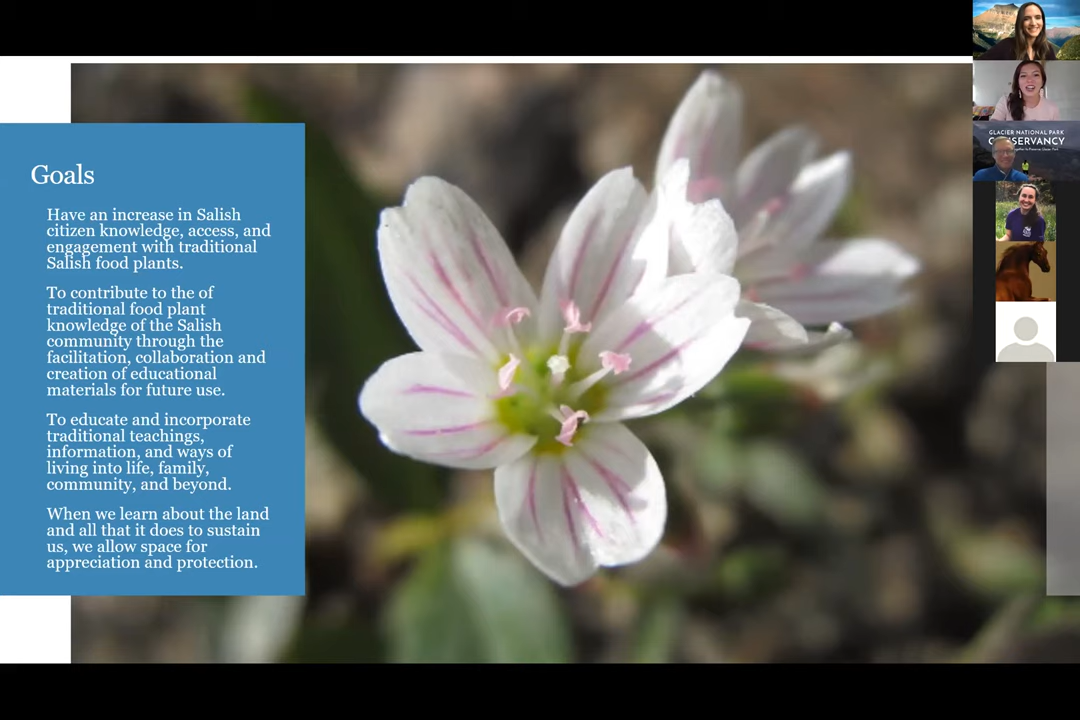 Goals
Have an increase in Salish
citizen knowledge, access, and
engagement with traditional
Salish food plants.
To contribute to the of
traditional food plant
knowledge of the Salish
community through the
facilitation, collaboration and
creation of educational
materials for future use.
To educate and incorporate
traditional teachings,
information, and ways of
living into life, family,
community, and beyond.
When we learn about the land
and all that it does to sustain
us, we allow space for
appreciation and protection.
GLACIER NATIONAL PARK